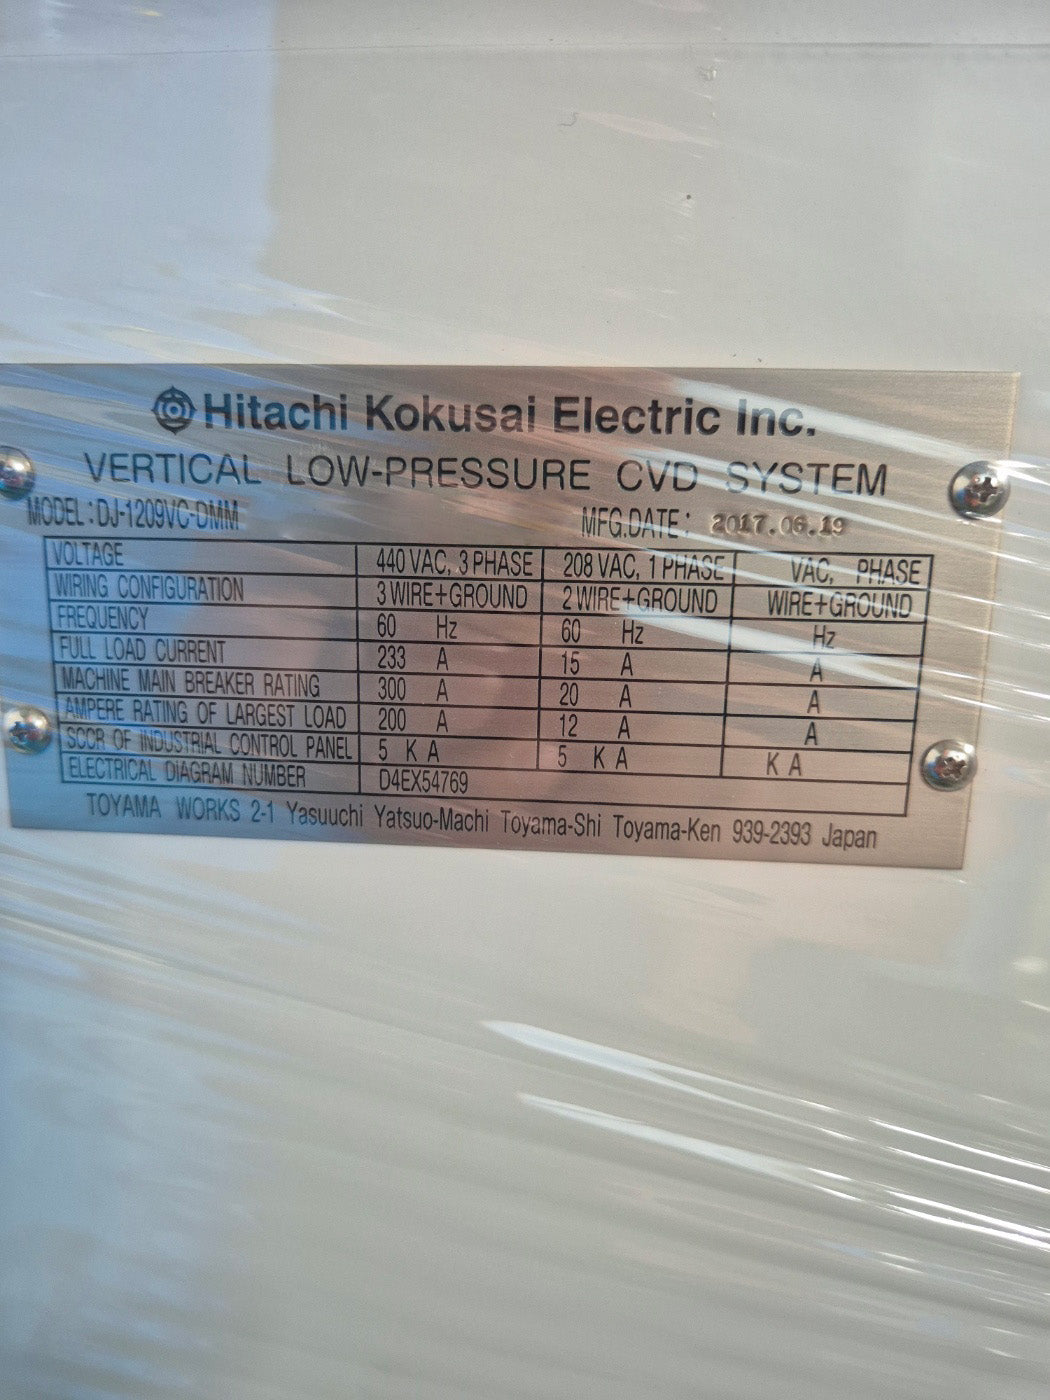 Hitachi Kokusai Electric Inc.
VERTICAL LOW-PRESSURE CVD SYSTEM
MODEL: DJ-1209VC-DMM MFG.DATE: 2017.06.19
VOLTAGE 440 VAC, 3 PHASE 208 VAC, 1 PHASE VAC, PHASE
WIRING CONFIGURATION 3 WIRE+GROUND 2 WIRE+GROUND WIRE+GROUND
FREQUENCY 60 Hz 60 Hz Hz
FULL LOAD CURRENT 233 A 15 A A
MACHINE MAIN BREAKER RATING 300 A 20 A A
AMPERE RATING OF LARGEST LOAD 200 A 12 A A
SCCR OF INDUSTRIAL CONTROL PANEL 5 KA 5 KA KA
ELECTRICAL DIAGRAM NUMBER D4EX54769
TOYAMA WORKS 2-1 Yasuuchi Yatsuo-Machi Toyama-Shi Toyama-Ken 939-2393 Japan